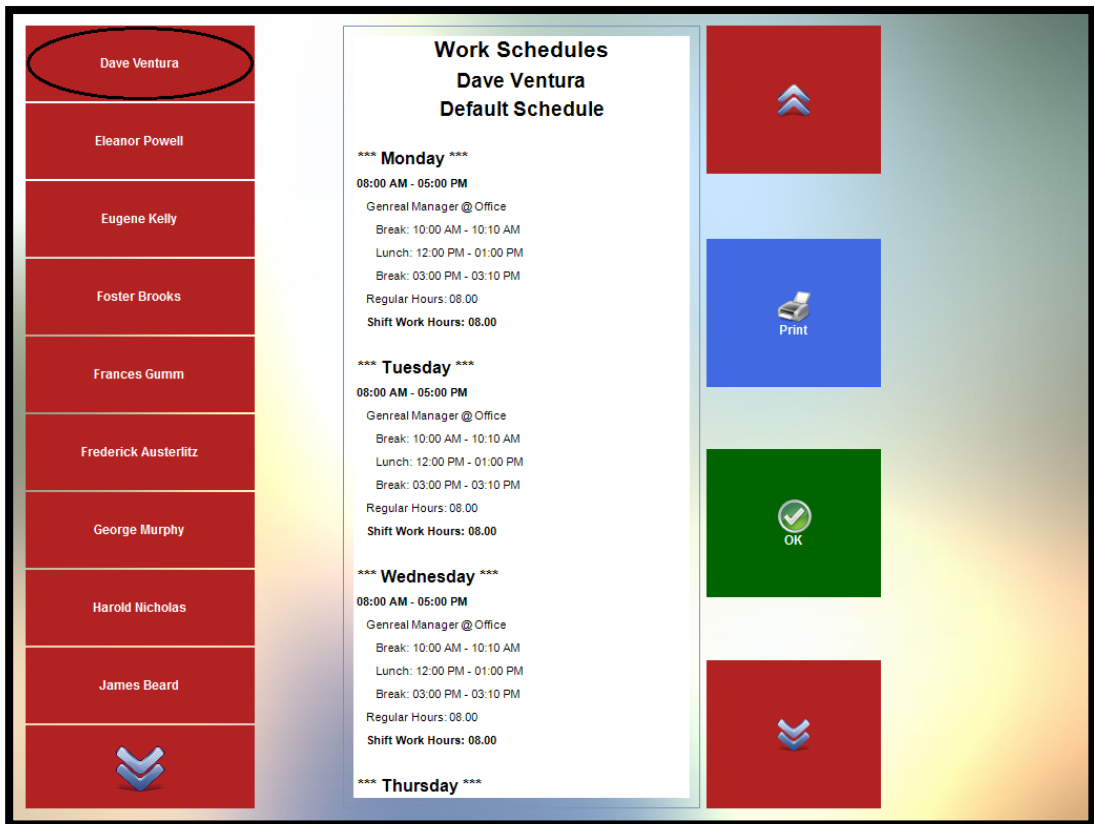 Dave Ventura
Eleanor Powell
Eugene Kelly
Foster Brooks
Frances Gumm
Frederick Austerlitz
George Murphy
Harold Nicholas
James Beard
Work Schedules
Dave Ventura
Default Schedule
*** Monday ***
08:00 AM - 05:00 PM
Genreal Manager @ Office
Break: 10:00 AM - 10:10 AM
Lunch: 12:00 PM - 01:00 PM
Break: 03:00 PM - 03:10 PM
Regular Hours: 08.00
Shift Work Hours: 08.00
*** Tuesday ***
08:00 AM - 05:00 PM
Genreal Manager @ Office
Break: 10:00 AM - 10:10 AM
Lunch: 12:00 PM - 01:00 PM
Break: 03:00 PM - 03:10 PM
Regular Hours: 08.00
Shift Work Hours: 08.00
*** Wednesday ***
08:00 AM - 05:00 PM
Genreal Manager @ Office
Break: 10:00 AM - 10:10 AM
Lunch: 12:00 PM - 01:00 PM
Break: 03:00 PM - 03:10 PM
Regular Hours: 08.00
Shift Work Hours: 08.00
*** Thursday ***
Print
OK